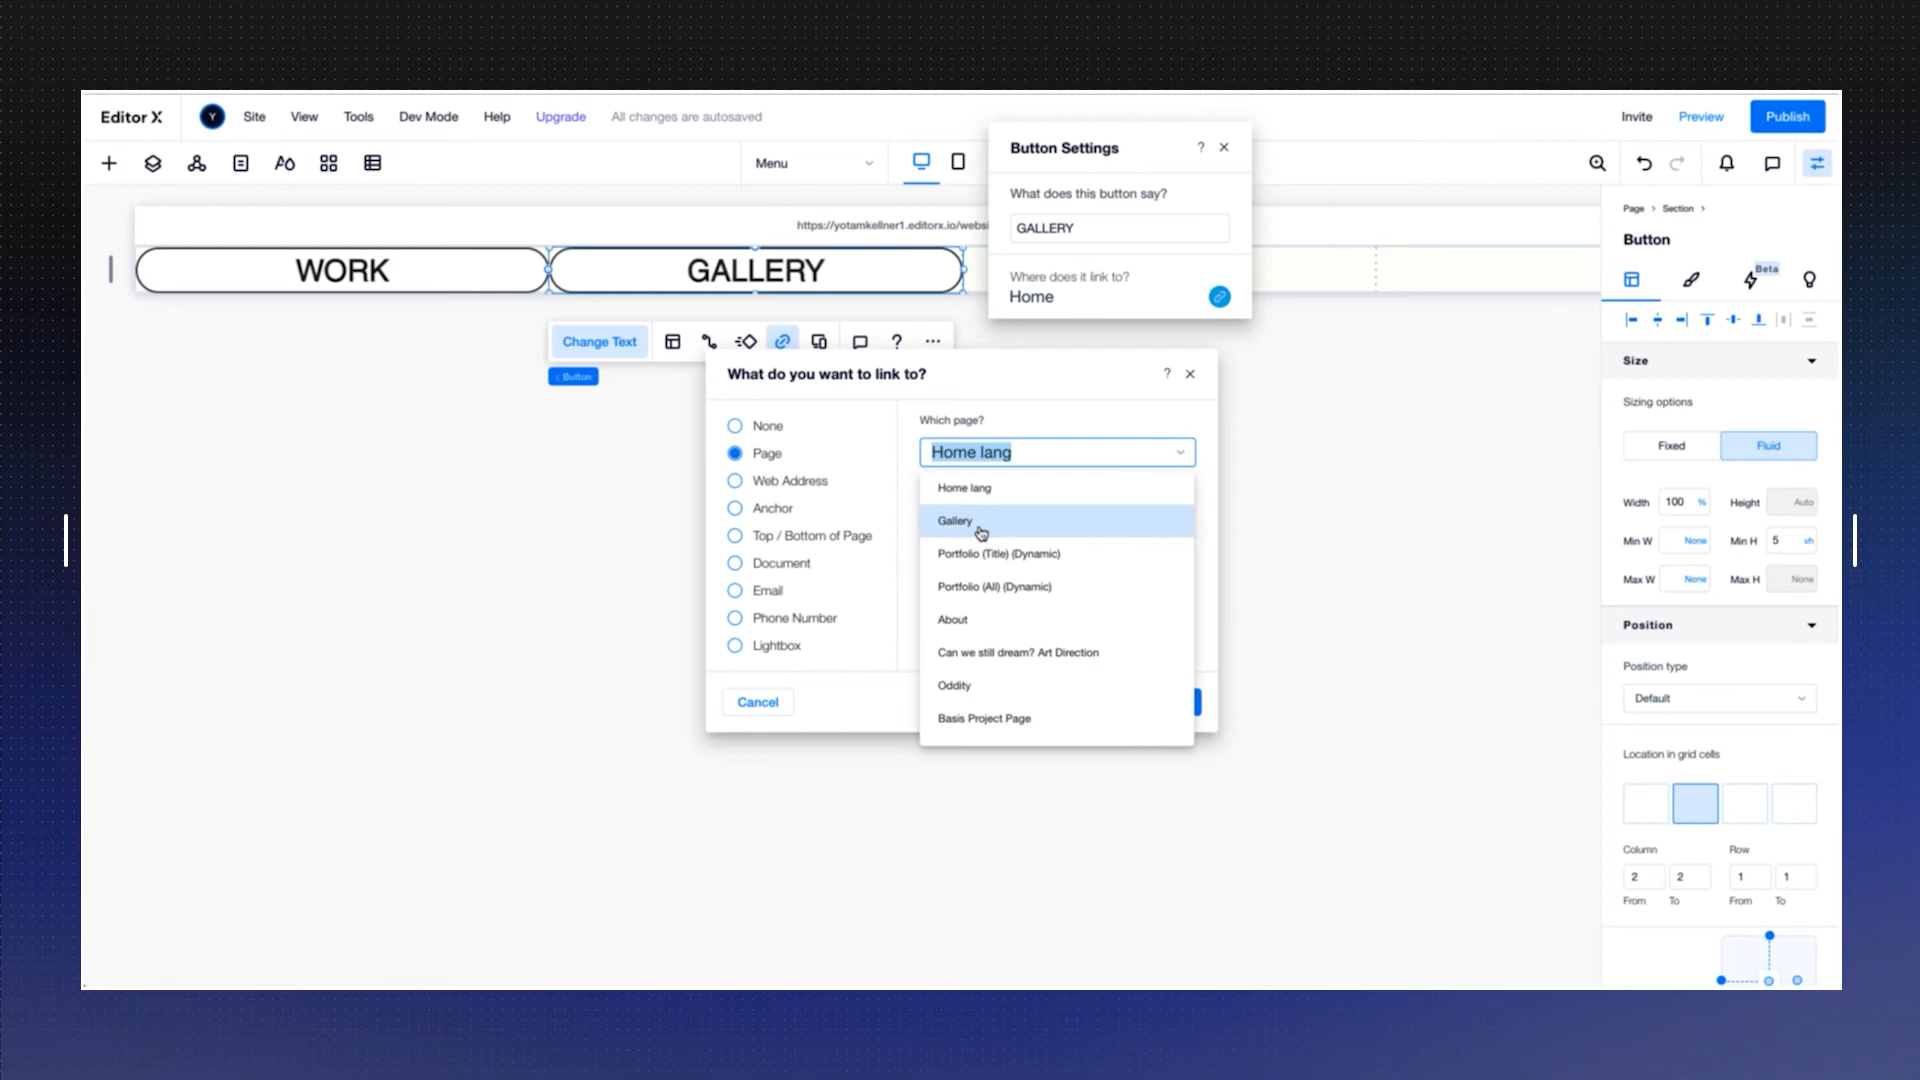 Editor X
Y
Site
View
Tools
Dev Mode
Help
Upgrade
All changes are autosaved
Invite
Preview
Publish
Menu
Button Settings
?
What does this button say?
GALLERY
Where does it link to?
Home
https://yotamkellner1.editorx.io/websi
WORK
GALLERY
Change Text
?
Button
What do you want to link to?
?
None
Page
Web Address
Anchor
Top / Bottom of Page
Document
Email
Phone Number
Lightbox
Cancel
Which page?
Home lang
Home lang
Gallery
Portfolio (Title) (Dynamic)
Portfolio (All) (Dynamic)
About
Can we still dream? Art Direction
Oddity
Basis Project Page
Page > Section >
Button
Beta
Size
Sizing options
Fixed
Fluid
Width 100 % Height Auto
Min W None Min H 5 vh
Max W None Max H None
Position
Position type
Default
Location in grid cells
Column Row
2 2 1 1
From To From To